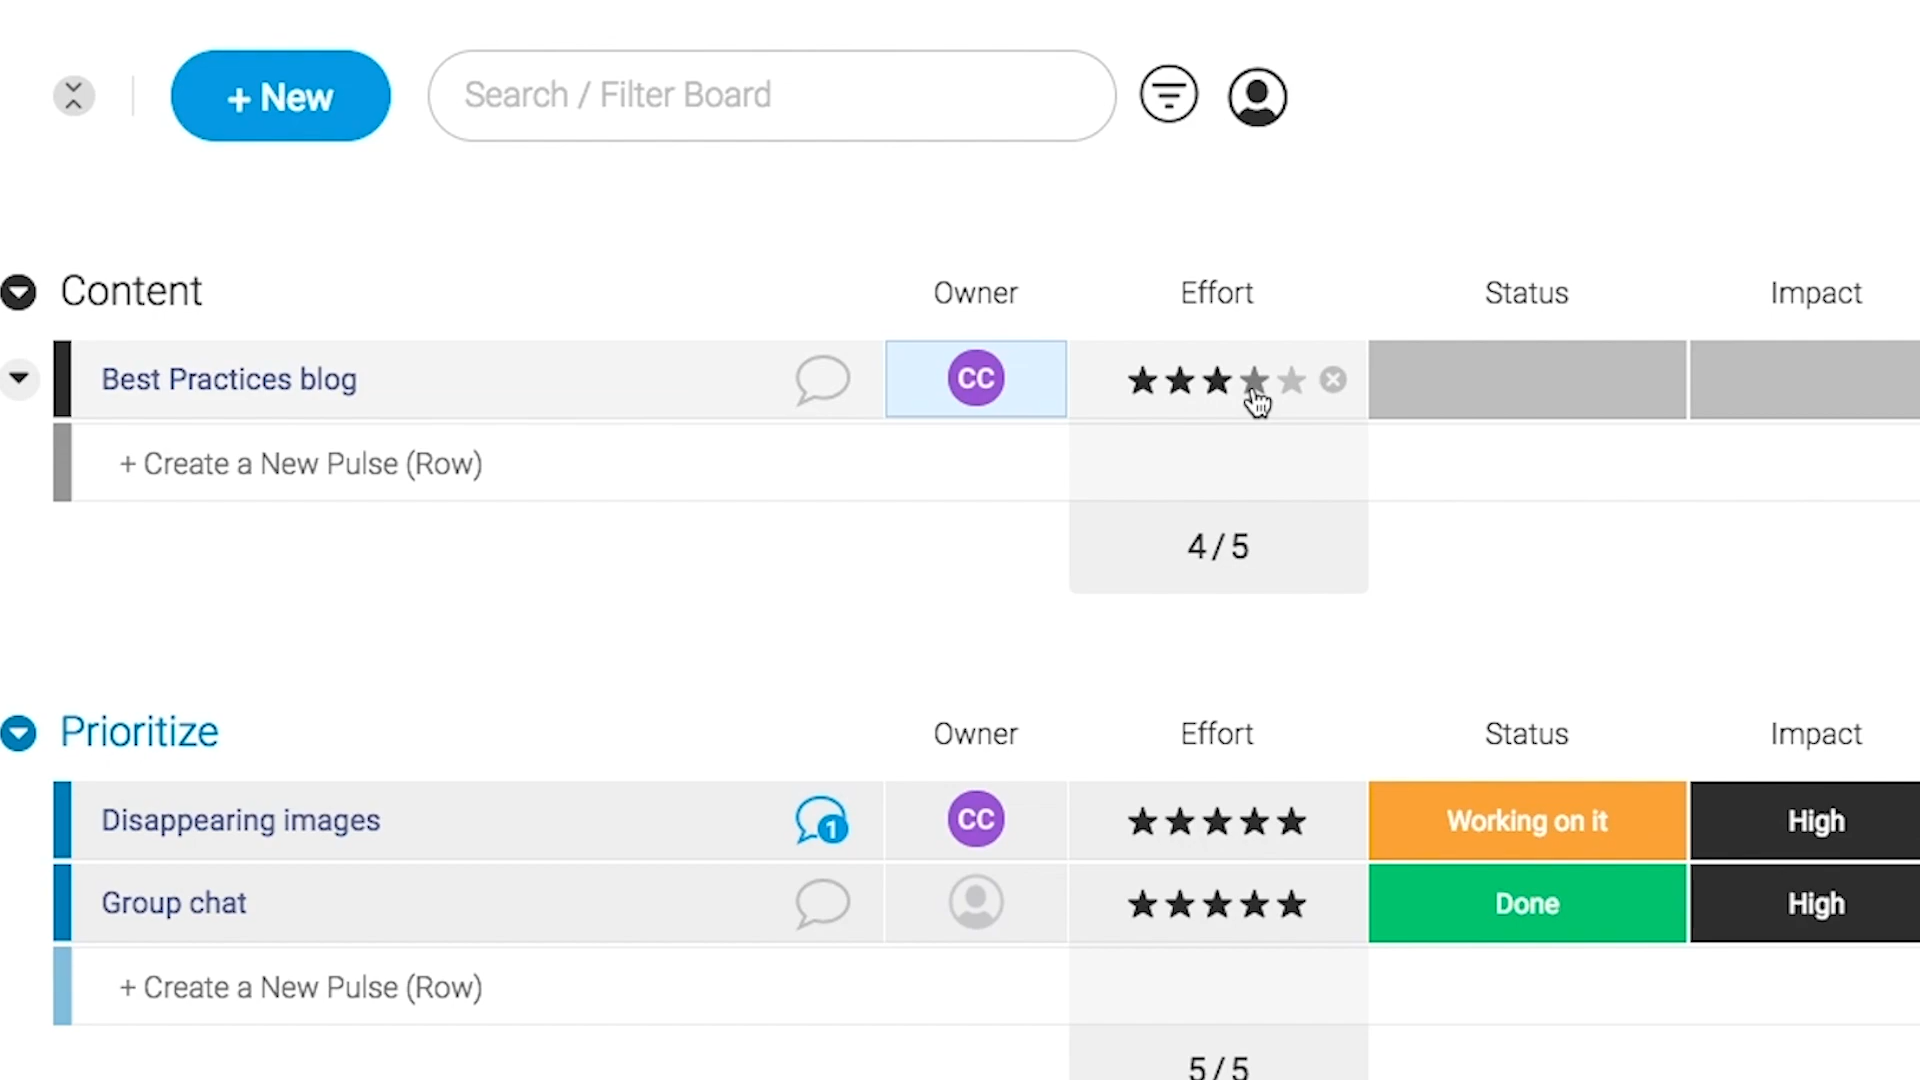 + New
Search / Filter Board
Content Owner Effort Status Impact
Best Practices blog CC
+ Create a New Pulse (Row)
4 / 5
Prioritize Owner Effort Status Impact
Disappearing images 1 CC Working on it High
Group chat Done High
+ Create a New Pulse (Row)
5 / 5